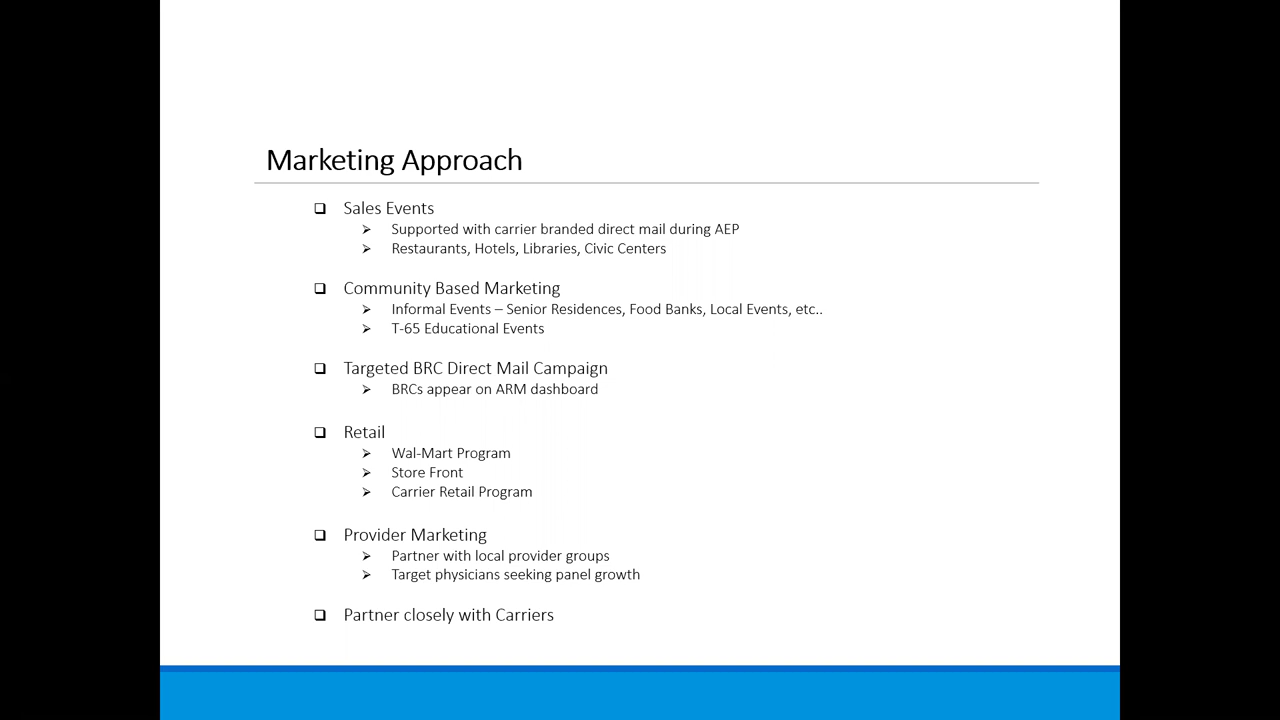 Marketing Approach
❑ Sales Events
➢ Supported with carrier branded direct mail during AEP
➢ Restaurants, Hotels, Libraries, Civic Centers
❑ Community Based Marketing
➢ Informal Events – Senior Residences, Food Banks, Local Events, etc..
➢ T-65 Educational Events
❑ Targeted BRC Direct Mail Campaign
➢ BRCs appear on ARM dashboard
❑ Retail
➢ Wal-Mart Program
➢ Store Front
➢ Carrier Retail Program
❑ Provider Marketing
➢ Partner with local provider groups
➢ Target physicians seeking panel growth
❑ Partner closely with Carriers